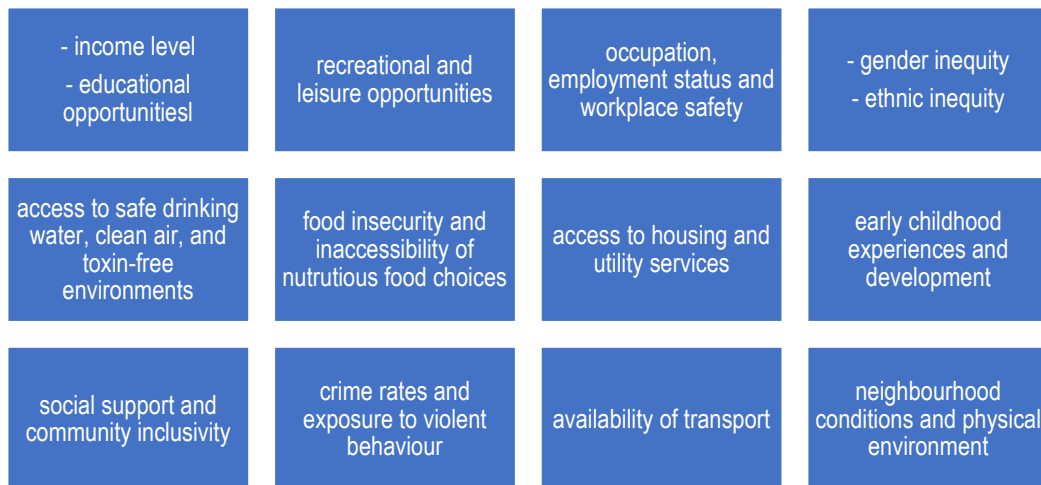 - income level
- educational
opportunitiesl
recreational and
leisure opportunities
occupation,
employment status and
workplace safety
- gender inequity
- ethnic inequity
access to safe drinking
water, clean air, and
toxin-free
environments
food insecurity and
inaccessibility of
nutrutious food choices
access to housing and
utility services
early childhood
experiences and
development
social support and
community inclusivity
crime rates and
exposure to violent
behaviour
availability of transport
neighbourhood
conditions and physical
environment